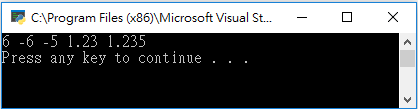 C:\Program Files (x86)\Microsoft Visual St...
6 -6 -5 1.23 1.235
Press any key to continue . . .